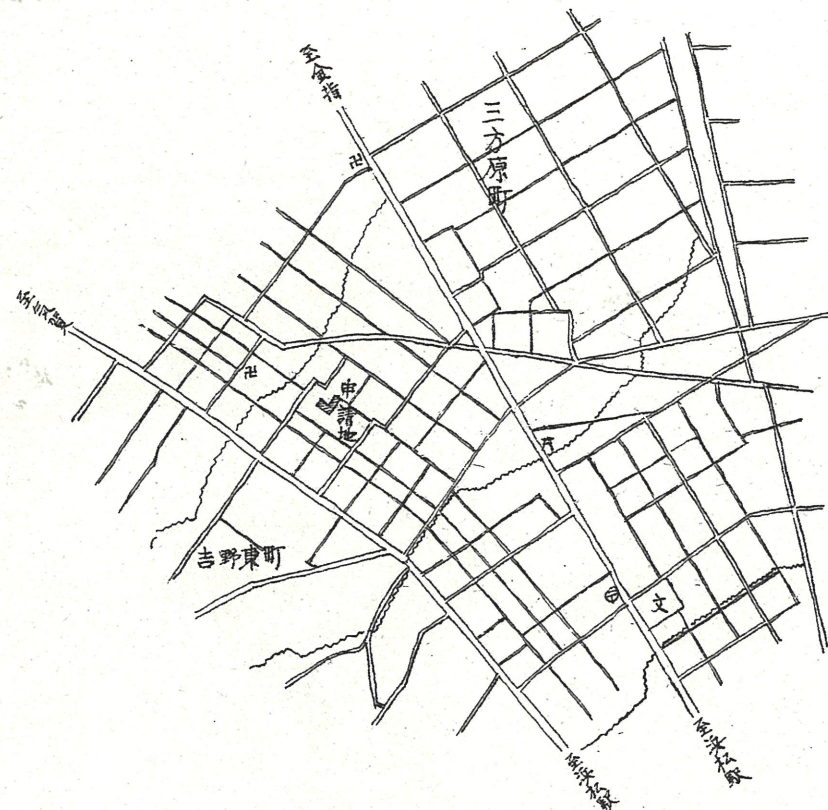 至金指
三方原町
至気賀
申請地
吉野東町
文
至浜松駅
至浜松駅